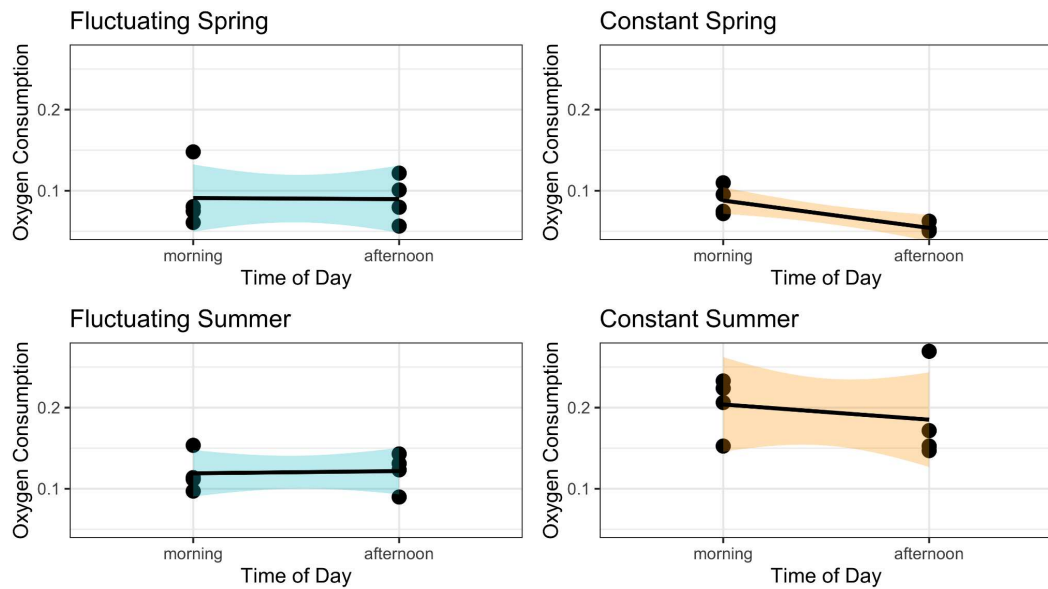 Fluctuating Spring
Oxygen Consumption
0.2
0.1
morning afternoon
Time of Day
Constant Spring
Oxygen Consumption
0.2
0.1
morning afternoon
Time of Day
Fluctuating Summer
Oxygen Consumption
0.2
0.1
morning afternoon
Time of Day
Constant Summer
Oxygen Consumption
0.2
0.1
morning afternoon
Time of Day